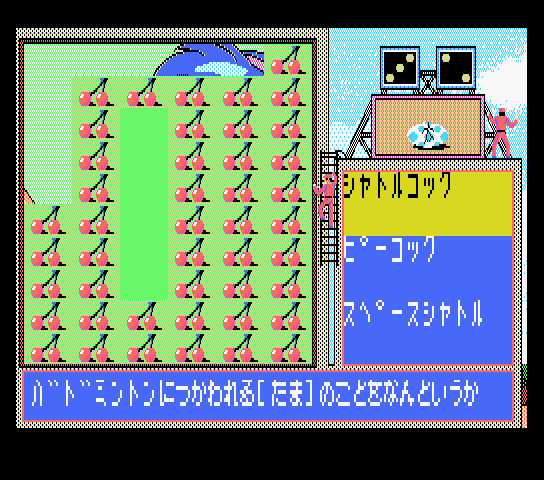 シャトルコック
ピーコック
スペースシャトル
バドミントンにつかわれる[たま]のことをなんというか